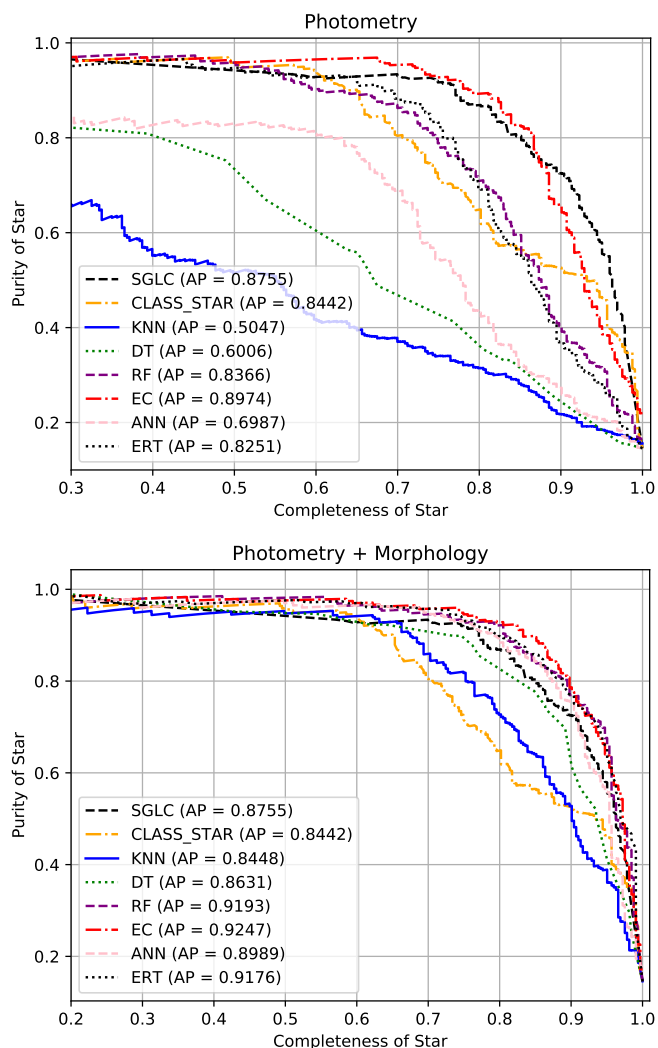 Photometry
1.0
0.8
0.6
0.4
0.2
Purity of Star
SGLC (AP = 0.8755)
CLASS_STAR (AP = 0.8442)
KNN (AP = 0.5047)
DT (AP = 0.6006)
RF (AP = 0.8366)
EC (AP = 0.8974)
ANN (AP = 0.6987)
ERT (AP = 0.8251)
0.3 0.4 0.5 0.6 0.7 0.8 0.9 1.0
Completeness of Star
Photometry + Morphology
1.0
0.8
0.6
0.4
0.2
Purity of Star
SGLC (AP = 0.8755)
CLASS_STAR (AP = 0.8442)
KNN (AP = 0.8448)
DT (AP = 0.8631)
RF (AP = 0.9193)
EC (AP = 0.9247)
ANN (AP = 0.8989)
ERT (AP = 0.9176)
0.2 0.3 0.4 0.5 0.6 0.7 0.8 0.9 1.0
Completeness of Star